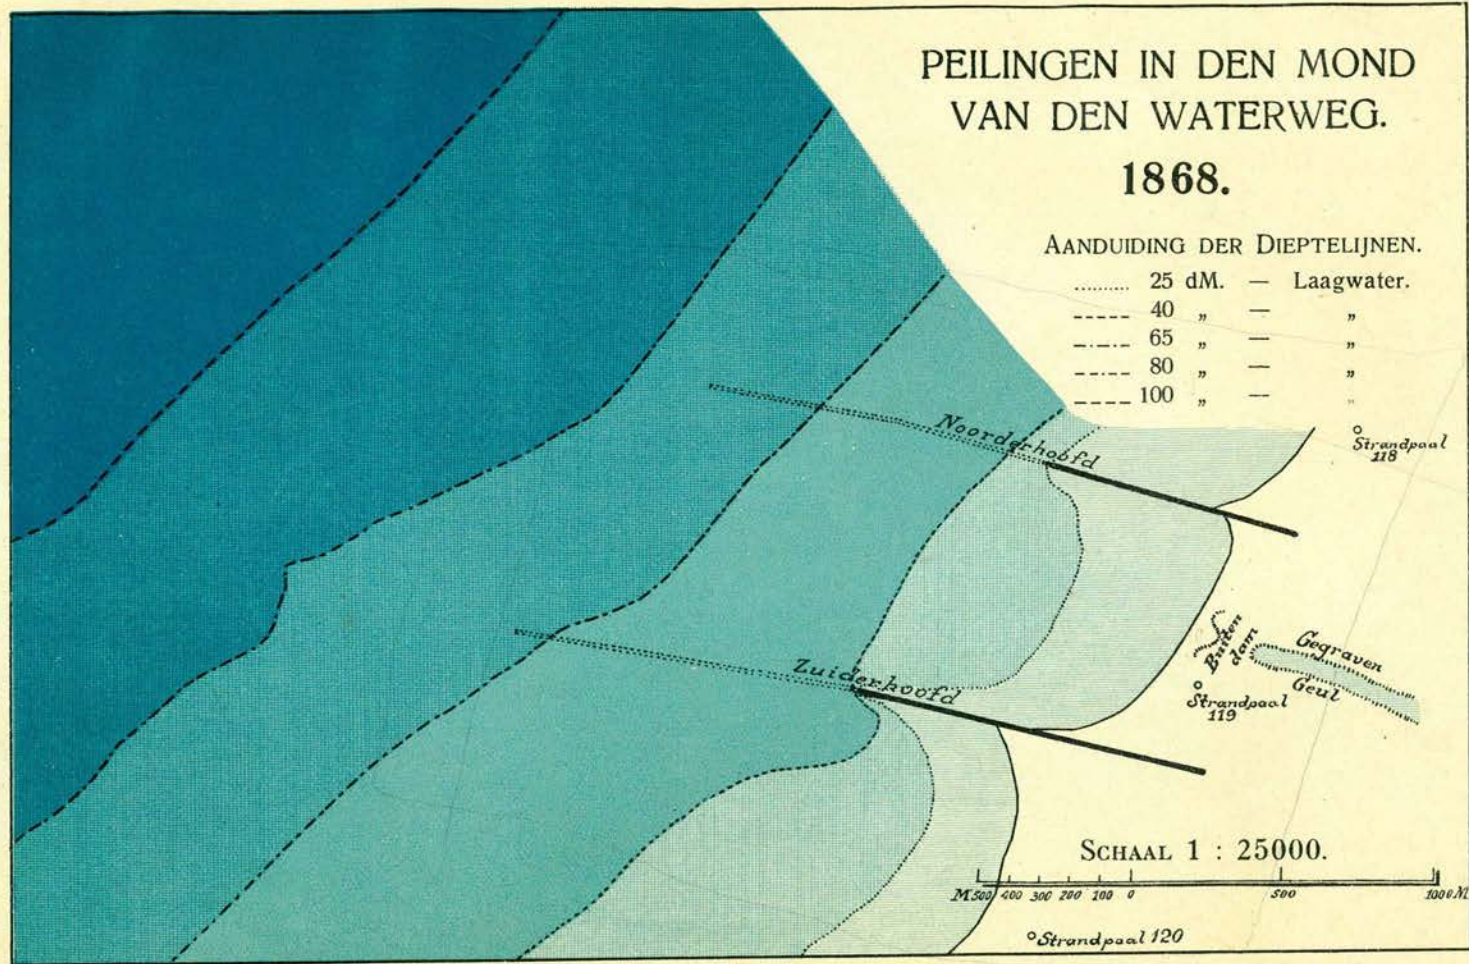 PEILINGEN IN DEN MOND
VAN DEN WATERWEG.
1868.
AANDUIDING DER DIEPTELIJNEN.
25 dM. — Laagwater.
40 „ — „
65 „ — „
80 „ — „
100 „ — „
Strandpaal
118
Noorderhoofd
Buiten
dam
Gegraven
Geul
Zuiderhoofd
Strandpaal
119
SCHAAL 1 : 25000.
M.500 400 300 200 100 0 500 1000 M.
Strandpaal 120